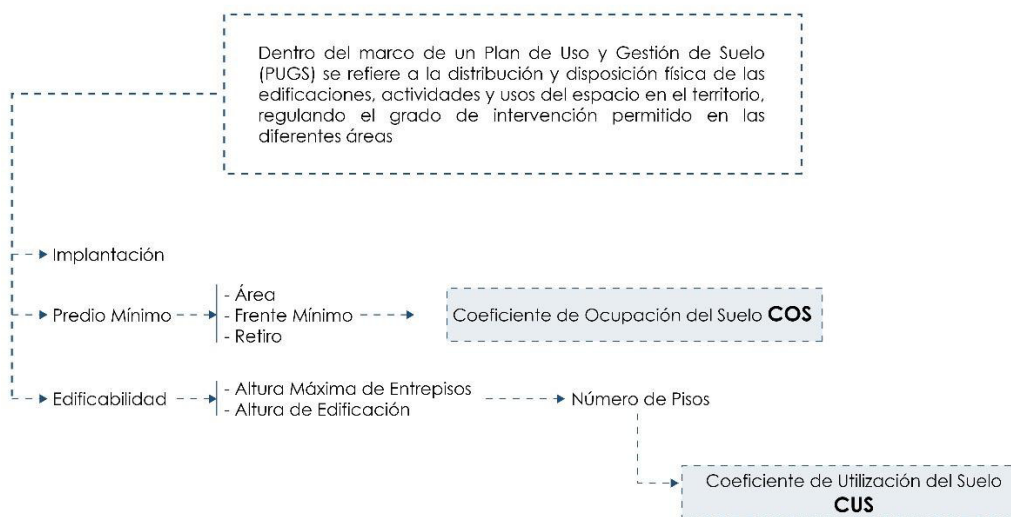 Dentro del marco de un Plan de Uso y Gestión de Suelo
(PUGS) se refiere a la distribución y disposición física de las
edificaciones, actividades y usos del espacio en el territorio,
regulando el grado de intervención permitido en las
diferentes áreas
Implantación
Predio Mínimo
- Área
- Frente Mínimo
- Retiro
Coeficiente de Ocupación del Suelo COS
Edificabilidad
- Altura Máxima de Entrepisos
- Altura de Edificación
Número de Pisos
Coeficiente de Utilización del Suelo
CUS